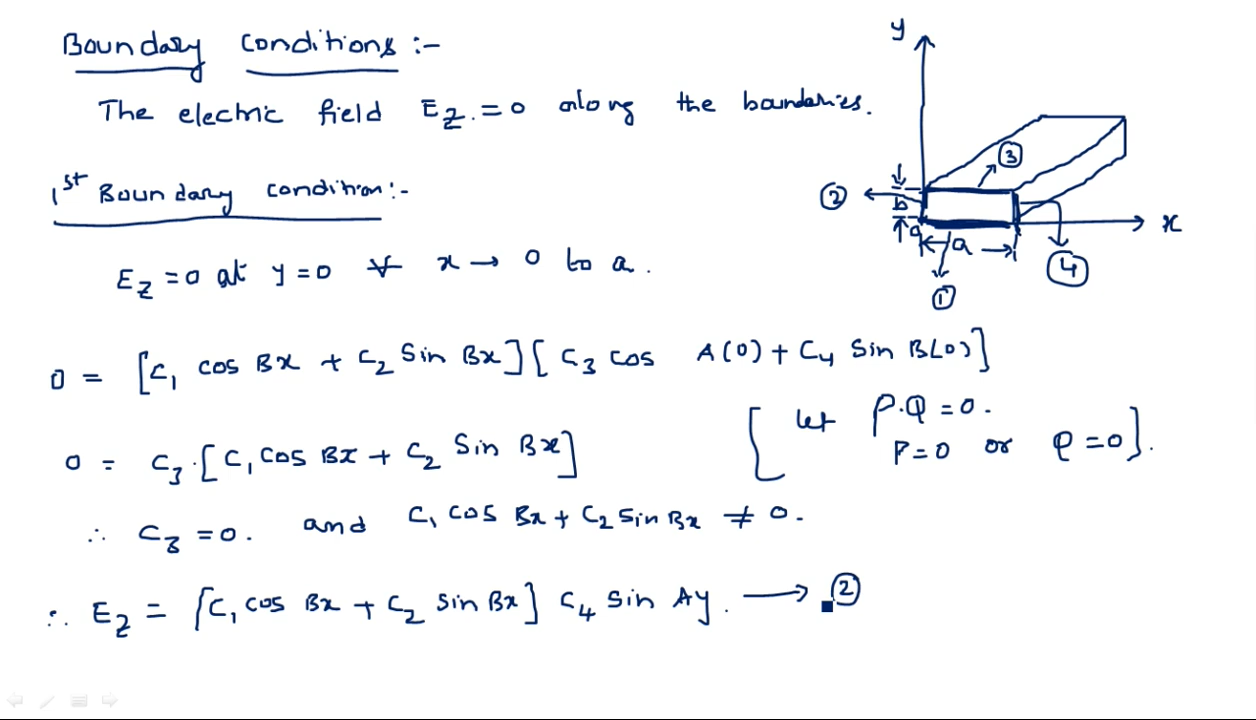 Boundary Conditions :-
The electric field Ez = 0 along the boundaries.
1st Boundary condition :-
Ez = 0 at y = 0 ∀ x → 0 to a.
0 = [C1 cos Bx + C2 Sin Bx] [C3 cos A(0) + C4 Sin B(0)]
0 = C3 . [C1 cos Bx + C2 Sin Bx]
[let P.Q = 0.
P = 0 or Q = 0].
∴ C3 = 0. and C1 cos Bx + C2 Sin Bx ≠ 0.
∴ Ez = [C1 cos Bx + C2 Sin Bx] C4 Sin Ay. → ②
y
③
②
b
x
a
④
①